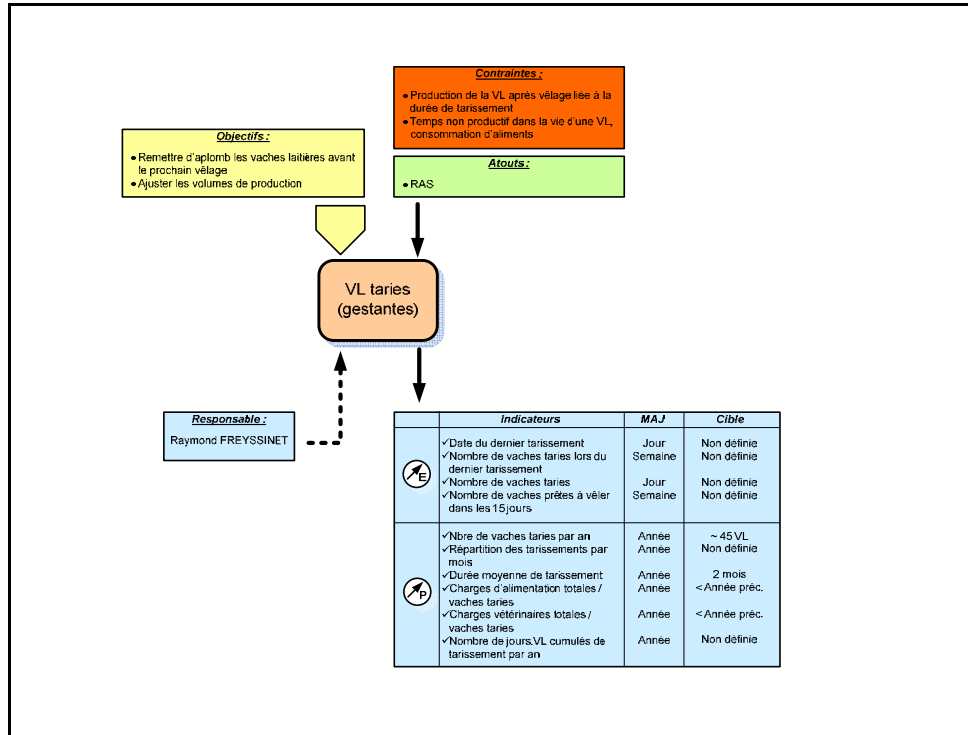 Contraintes :
• Production de la VL après vêlage liée à la
durée de tarissement
• Temps non productif dans la vie d'une VL,
consommation d'aliments
Objectifs :
• Remettre d'aplomb les vaches laitières avant
le prochain vêlage
• Ajuster les volumes de production
Atouts :
• RAS
VL taries
(gestantes)
Responsable :
Raymond FREYSSINET
Indicateurs MAJ Cible
E
✓Date du dernier tarissement Jour Non définie
✓Nombre de vaches taries lors du Semaine Non définie
dernier tarissement
✓Nombre de vaches taries Jour Non définie
✓Nombre de vaches prêtes à vêler Semaine Non définie
dans les 15 jours
P
✓Nbre de vaches taries par an Année ~ 45 VL
✓Répartition des tarissements par Année Non définie
mois
✓Durée moyenne de tarissement Année 2 mois
✓Charges d'alimentation totales / Année < Année préc.
vaches taries
✓Charges vétérinaires totales / Année < Année préc.
vaches taries
✓Nombre de jours.VL cumulés de Année Non définie
tarissement par an